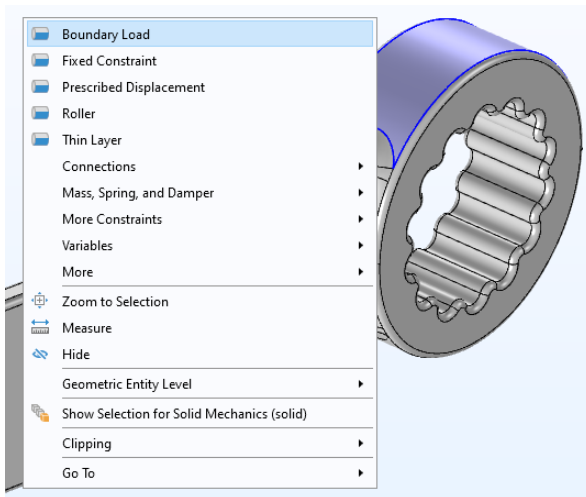 Boundary Load
Fixed Constraint
Prescribed Displacement
Roller
Thin Layer
Connections
Mass, Spring, and Damper
More Constraints
Variables
More
Zoom to Selection
Measure
Hide
Geometric Entity Level
Show Selection for Solid Mechanics (solid)
Clipping
Go To